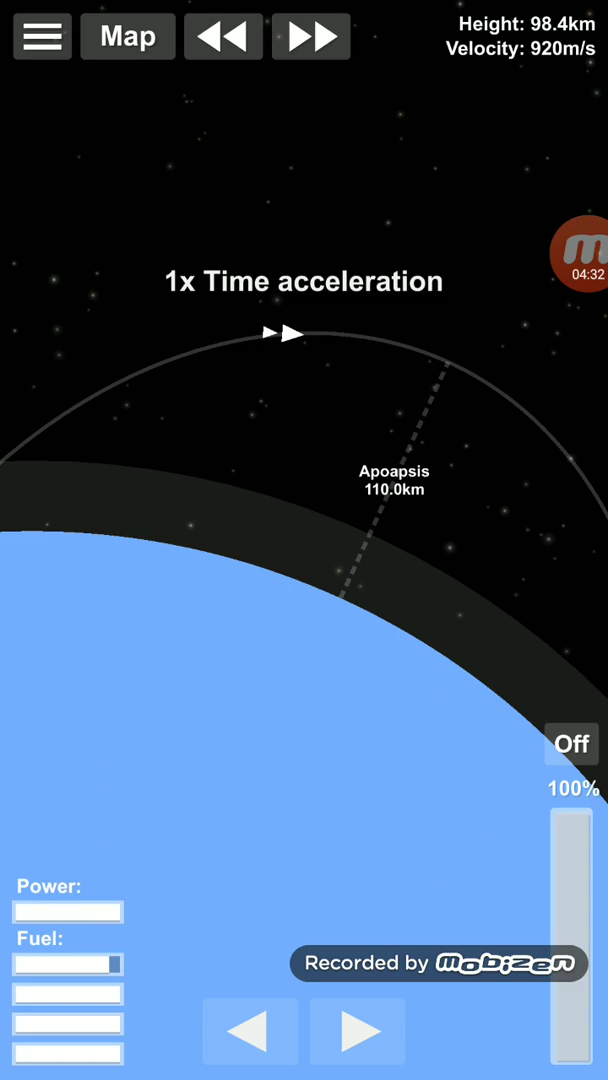 Map
Height: 98.4km
Velocity: 920m/s
04:32
1x Time acceleration
Apoapsis
110.0km
Off
100%
Power:
Fuel:
Recorded by mobizen